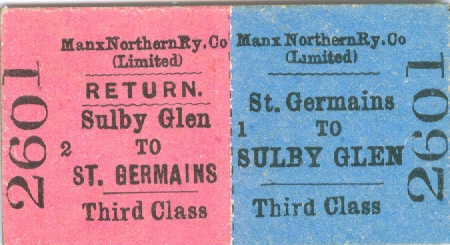 2601
Manx Northern Ry. Co
(Limited)
RETURN.
Sulby Glen
2
TO
ST. GERMAINS
Third Class
Manx Northern Ry. Co
(Limited)
St. Germains
1
TO
SULBY GLEN
Third Class
2601